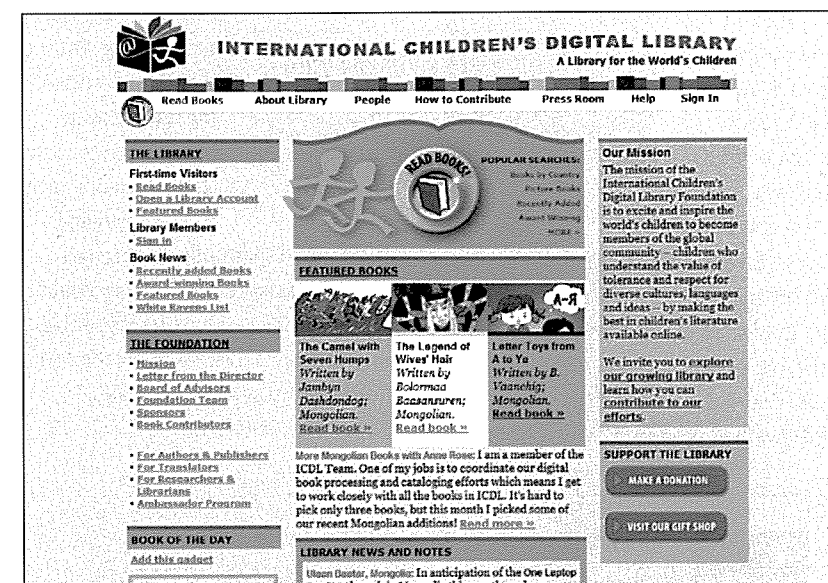 INTERNATIONAL CHILDREN'S DIGITAL LIBRARY
A Library for the World's Children
Read Books About Library People How to Contribute Press Room Help Sign In
THE LIBRARY
First-time Visitors
• Read Books
• Open a Library Account
• Featured Books
Library Members
• Sign in
Book News
• Recently added Books
• Award-winning Books
• Featured Books
• White Ravens List
THE FOUNDATION
• Mission
• Letter from the Director
• Board of Advisors
• Foundation Team
• Sponsors
• Book Contributors
• For Authors & Publishers
• For Translators
• For Researchers &
Librarians
• Ambassador Program
BOOK OF THE DAY
Add this gadget
READ BOOKS!
POPULAR SEARCHES:
Books by Country
Picture Books
Recently Added
Award Winning
MORE »
FEATURED BOOKS
А-Я
The Camel with
Seven Humps
Written by
Jambyn
Dashdondog;
Mongolian.
Read book »
The Legend of
Wives' Hair
Written by
Bolormaa
Baasansuren;
Mongolian.
Read book »
Letter Toys from
A to Ya
Written by B.
Vaanchig;
Mongolian.
Read book »
More Mongolian Books with Anne Rose: I am a member of the
ICDL Team. One of my jobs is to coordinate our digital
book processing and cataloging efforts which means I get
to work closely with all the books in ICDL. It's hard to
pick only three books, but this month I picked some of
our recent Mongolian additions! Read more »
LIBRARY NEWS AND NOTES
Ulaan Baatar, Mongolia: In anticipation of the One Laptop
Our Mission
The mission of the
International Children's
Digital Library Foundation
is to excite and inspire the
world's children to become
members of the global
community – children who
understand the value of
tolerance and respect for
diverse cultures, languages
and ideas -- by making the
best in children's literature
available online.
We invite you to explore
our growing library and
learn how you can
contribute to our
efforts.
SUPPORT THE LIBRARY
MAKE A DONATION
VISIT OUR GIFT SHOP